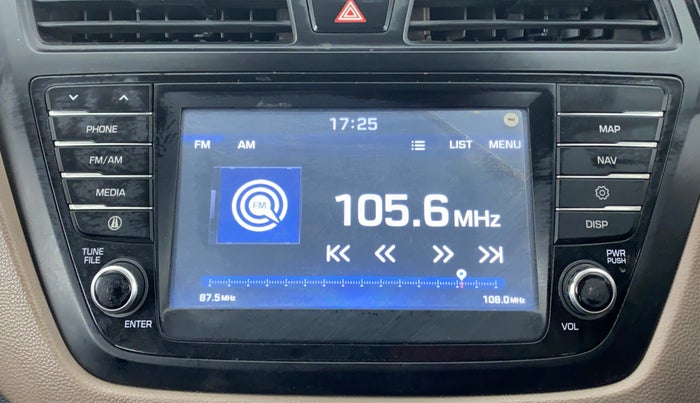 17:25
PHONE
FM/AM
MEDIA
TUNE
FILE
ENTER
FM AM LIST MENU
FM
105.6 MHz
87.5 MHz 108.0 MHz
MAP
NAV
DISP
PWR
PUSH
VOL